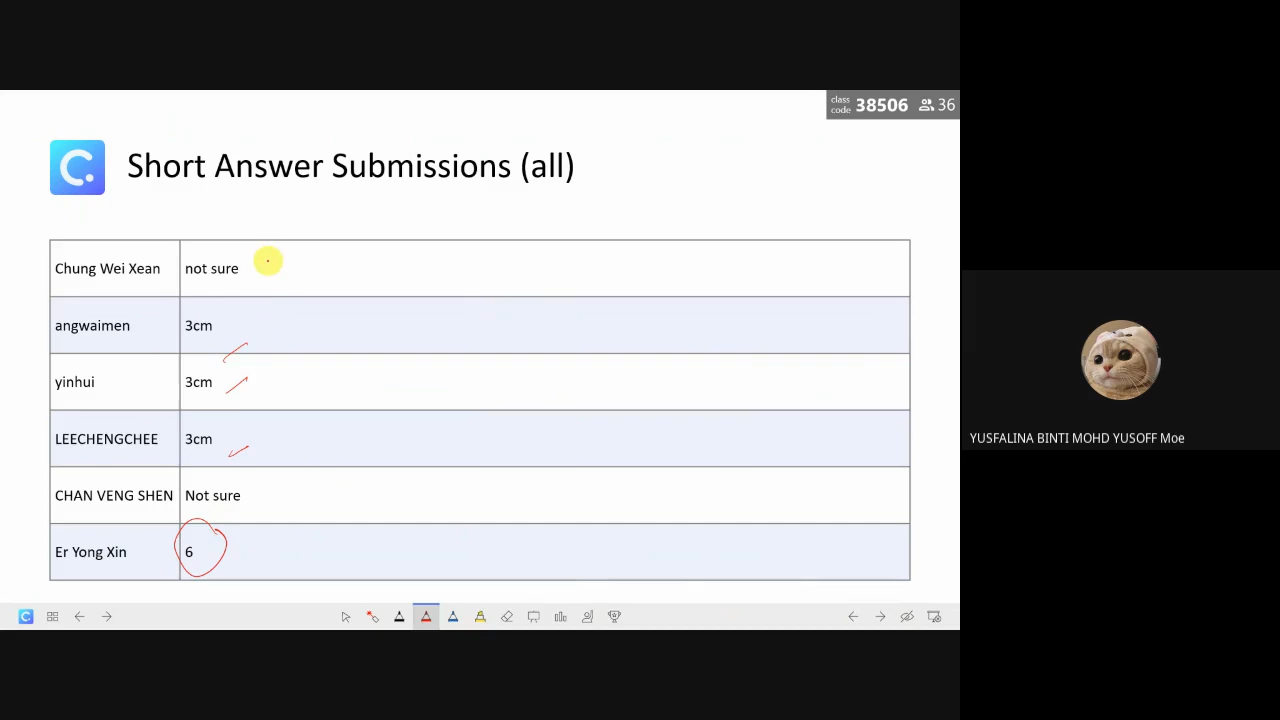 class code 38506 36
Short Answer Submissions (all)
Chung Wei Xean not sure
angwaimen 3cm
yinhui 3cm
LEECHENGCHEE 3cm
CHAN VENG SHEN Not sure
Er Yong Xin 6
YUSFALINA BINTI MOHD YUSOFF Moe